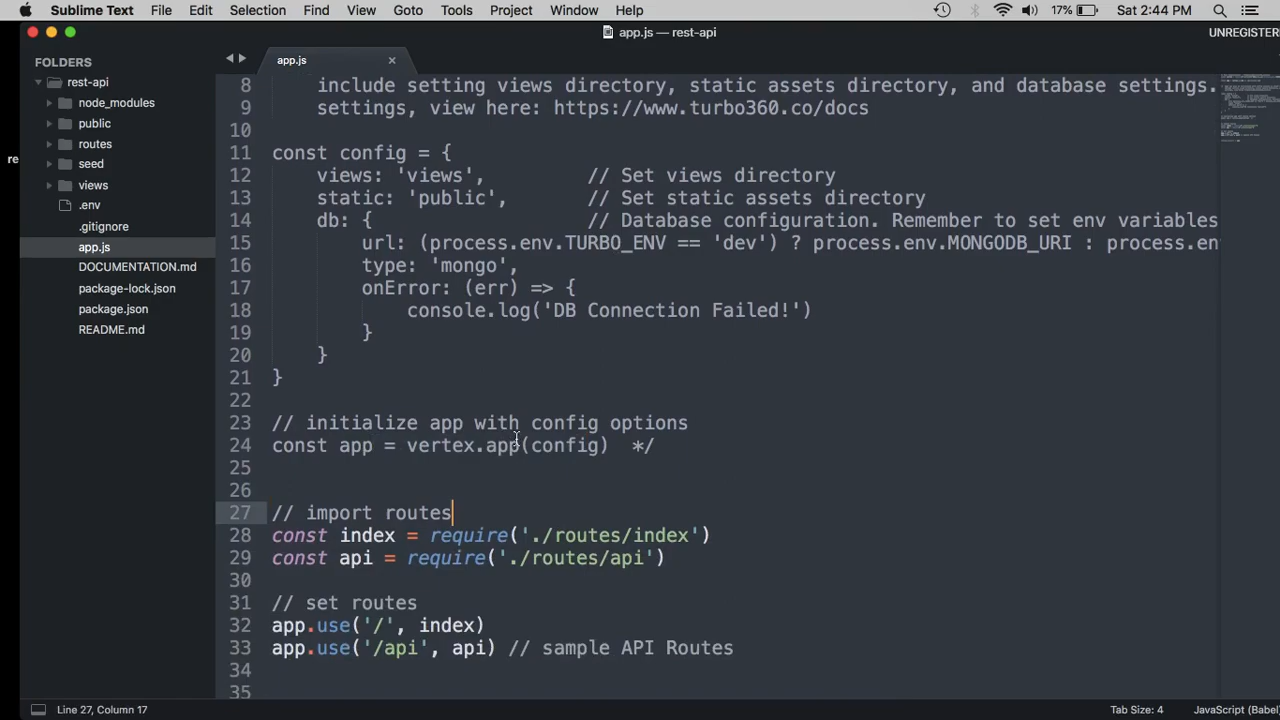 Sublime Text File Edit Selection Find View Goto Tools Project Window Help 17% Sat 2:44 PM
app.js — rest-api UNREGISTER
FOLDERS
rest-api
node_modules
public
routes
seed
views
.env
.gitignore
app.js
DOCUMENTATION.md
package-lock.json
package.json
README.md
re
app.js
8 include setting views directory, static assets directory, and database settings.
9 settings, view here: https://www.turbo360.co/docs
10
11 const config = {
12 views: 'views', // Set views directory
13 static: 'public', // Set static assets directory
14 db: { // Database configuration. Remember to set env variables
15 url: (process.env.TURBO_ENV == 'dev') ? process.env.MONGODB_URI : process.en
16 type: 'mongo',
17 onError: (err) => {
18 console.log('DB Connection Failed!')
19 }
20 }
21 }
22
23 // initialize app with config options
24 const app = vertex.app(config) */
25
26
27 // import routes
28 const index = require('./routes/index')
29 const api = require('./routes/api')
30
31 // set routes
32 app.use('/', index)
33 app.use('/api', api) // sample API Routes
34
35
Line 27, Column 17 Tab Size: 4 JavaScript (Babel